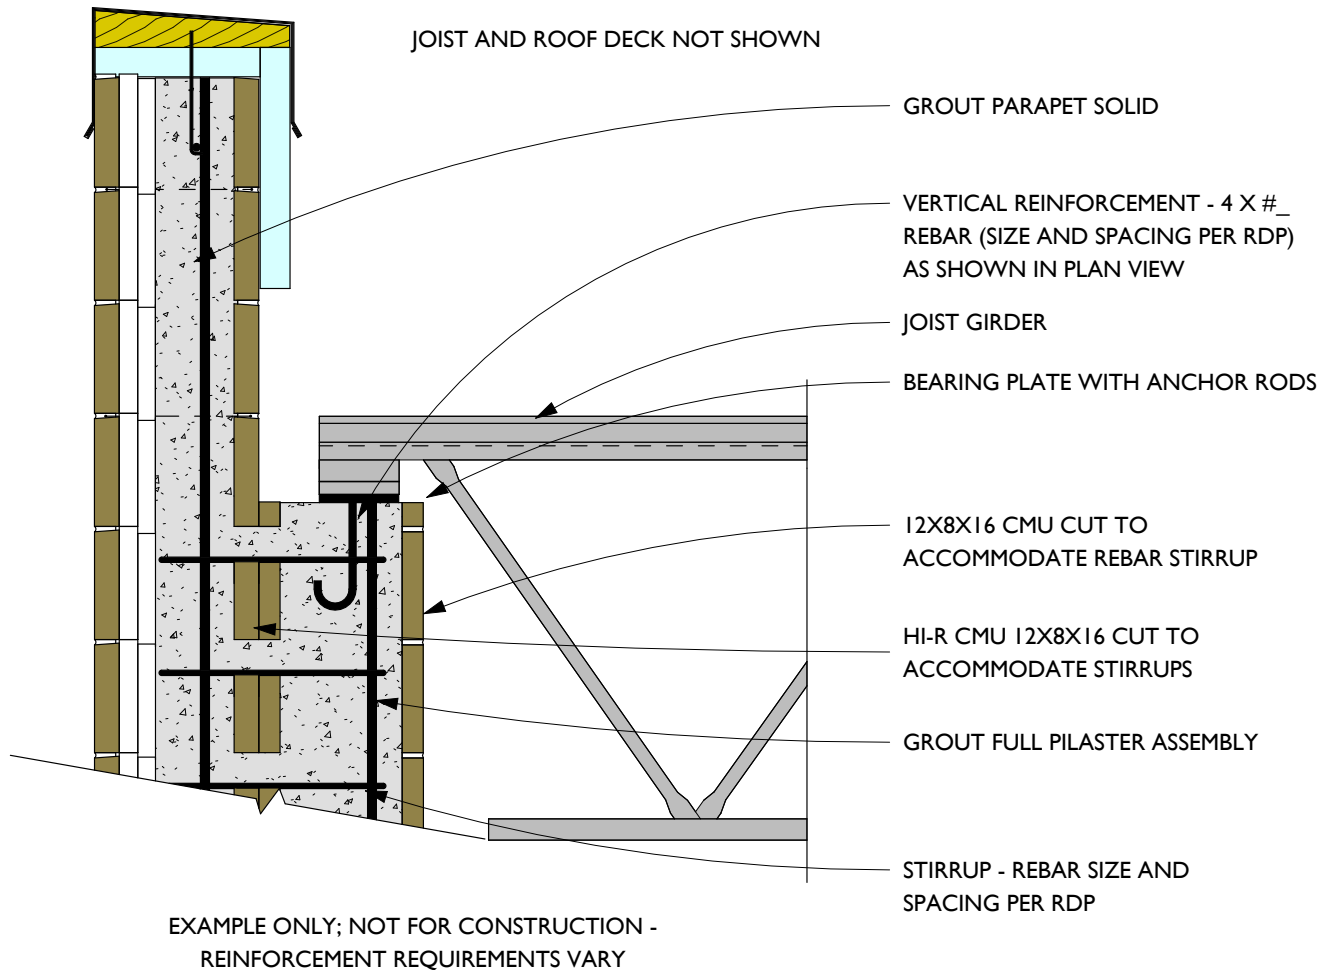 JOIST AND ROOF DECK NOT SHOWN
GROUT PARAPET SOLID
VERTICAL REINFORCEMENT - 4 X #_
REBAR (SIZE AND SPACING PER RDP)
AS SHOWN IN PLAN VIEW
JOIST GIRDER
BEARING PLATE WITH ANCHOR RODS
12X8X16 CMU CUT TO
ACCOMMODATE REBAR STIRRUP
HI-R CMU 12X8X16 CUT TO
ACCOMMODATE STIRRUPS
GROUT FULL PILASTER ASSEMBLY
STIRRUP - REBAR SIZE AND
SPACING PER RDP
EXAMPLE ONLY; NOT FOR CONSTRUCTION -
REINFORCEMENT REQUIREMENTS VARY